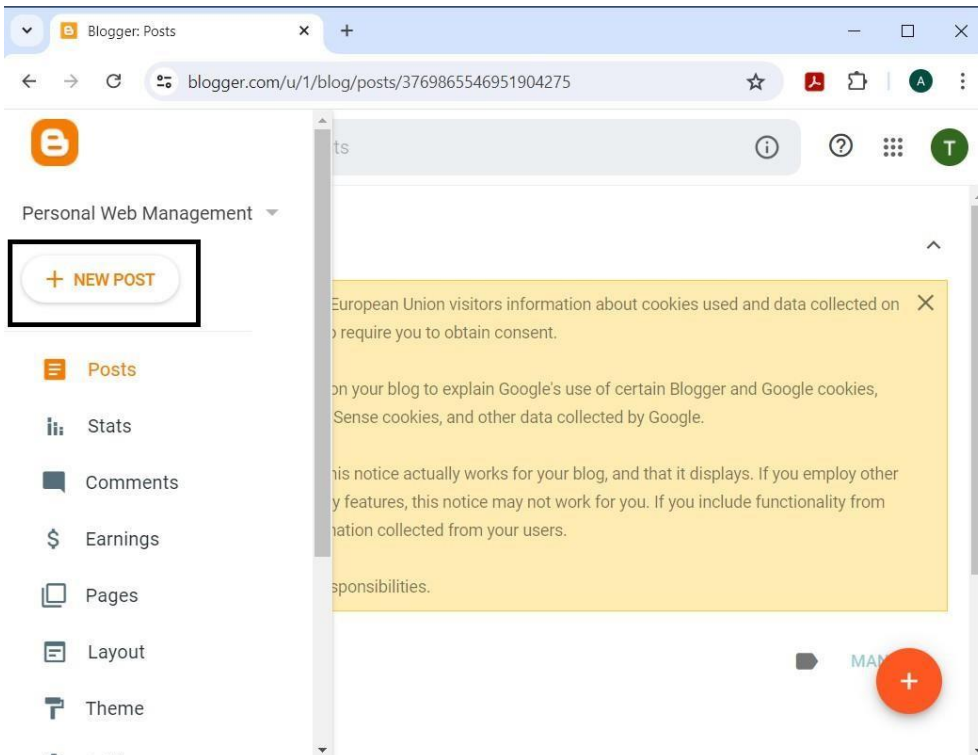 Blogger: Posts
blogger.com/u/1/blog/posts/3769865546951904275
A
ts
T
Personal Web Management
+ NEW POST
European Union visitors information about cookies used and data collected on
require you to obtain consent.
Posts
on your blog to explain Google's use of certain Blogger and Google cookies,
Sense cookies, and other data collected by Google.
Stats
his notice actually works for your blog, and that it displays. If you employ other
Comments
y features, this notice may not work for you. If you include functionality from
nation collected from your users.
Earnings
sponsibilities.
Pages
Layout
MAN
Theme